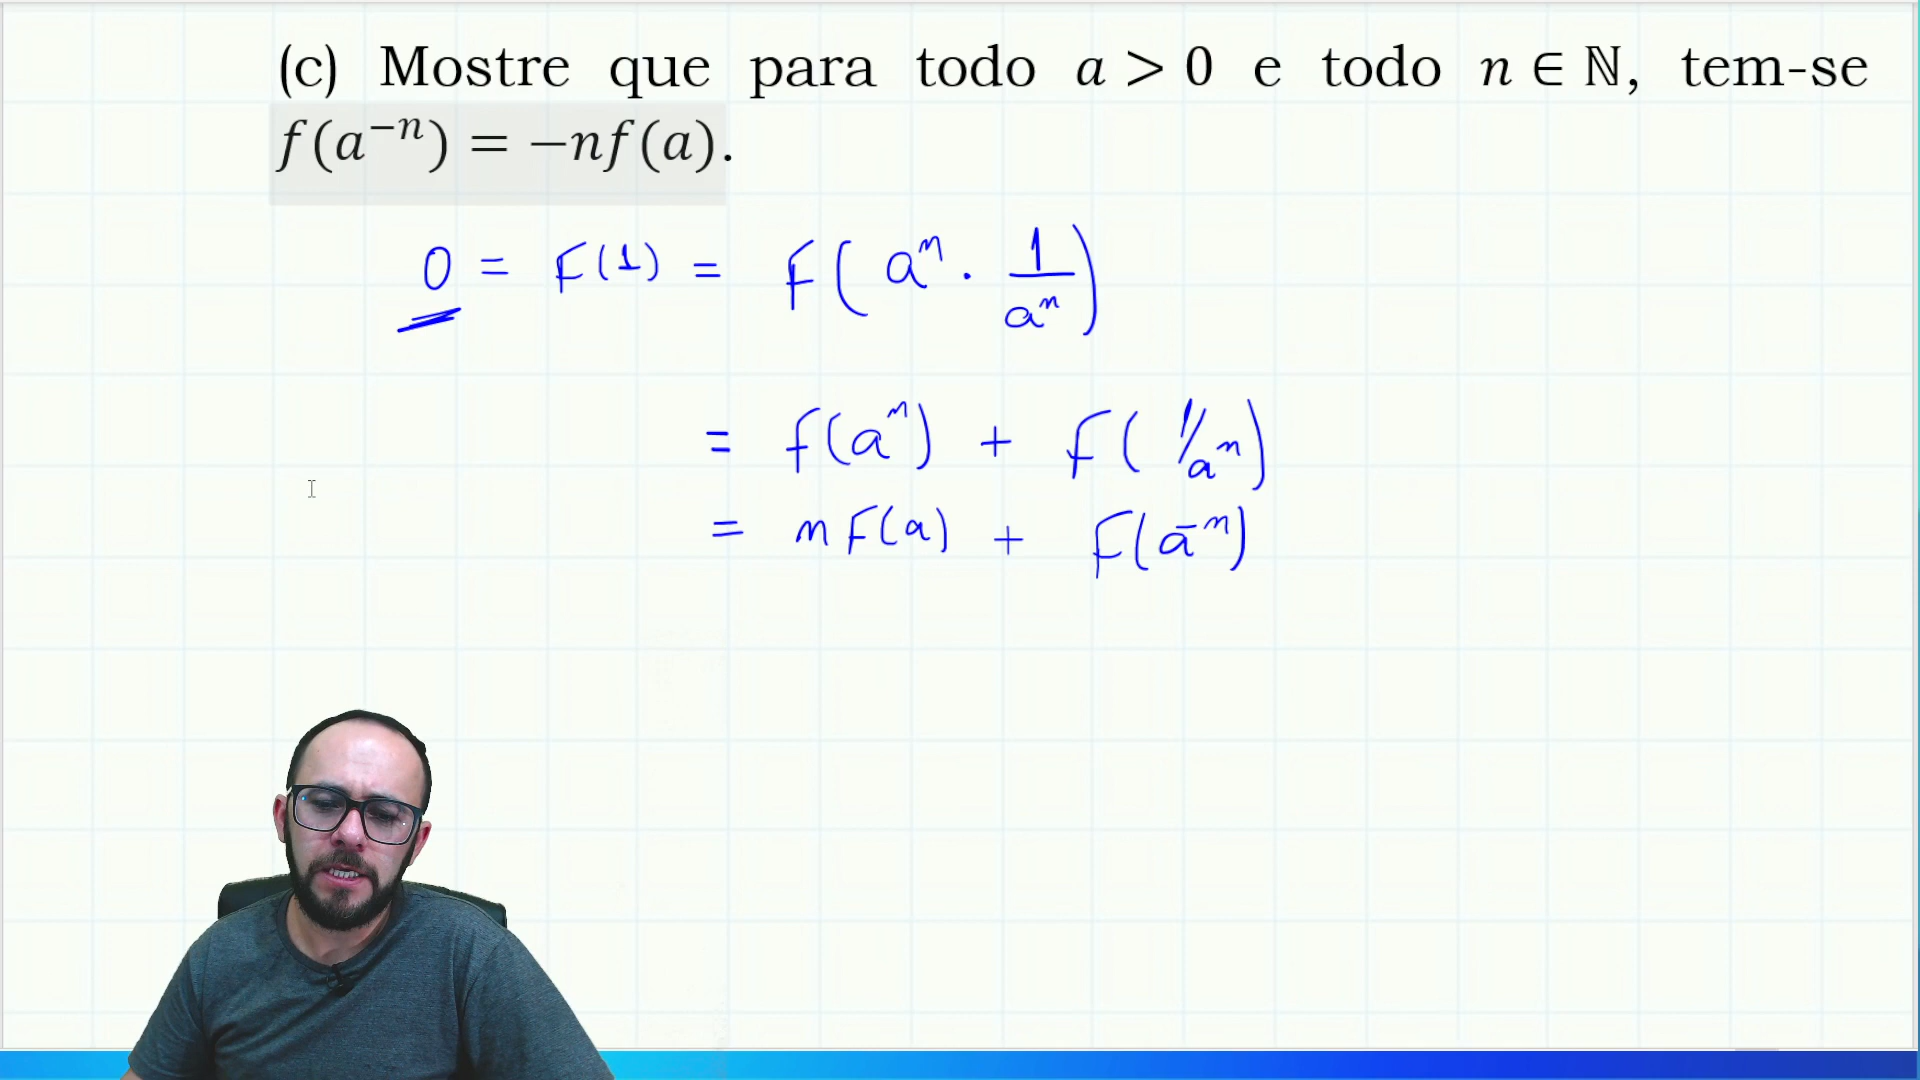 (c) Mostre que para todo a > 0 e todo n ∈ ℕ, tem-se
f(a⁻ⁿ) = −nf(a).
0 = F(1) = F(aⁿ · 1/aⁿ)
= f(aⁿ) + F(1/aⁿ)
= n F(a) + F(a⁻ⁿ)